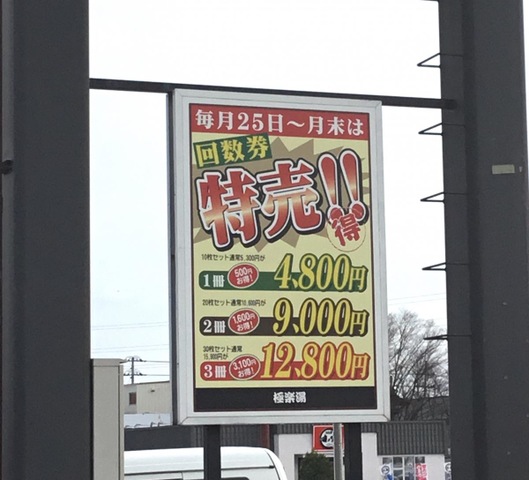 毎月25日～月末は
回数券
特売!!
得
10枚セット通常5,300円が
1冊 500円お得! 4,800円
20枚セット通常10,600円が
2冊 1,600円お得! 9,000円
30枚セット通常
15,900円が
3冊 3,100円お得! 12,800円
極楽湯